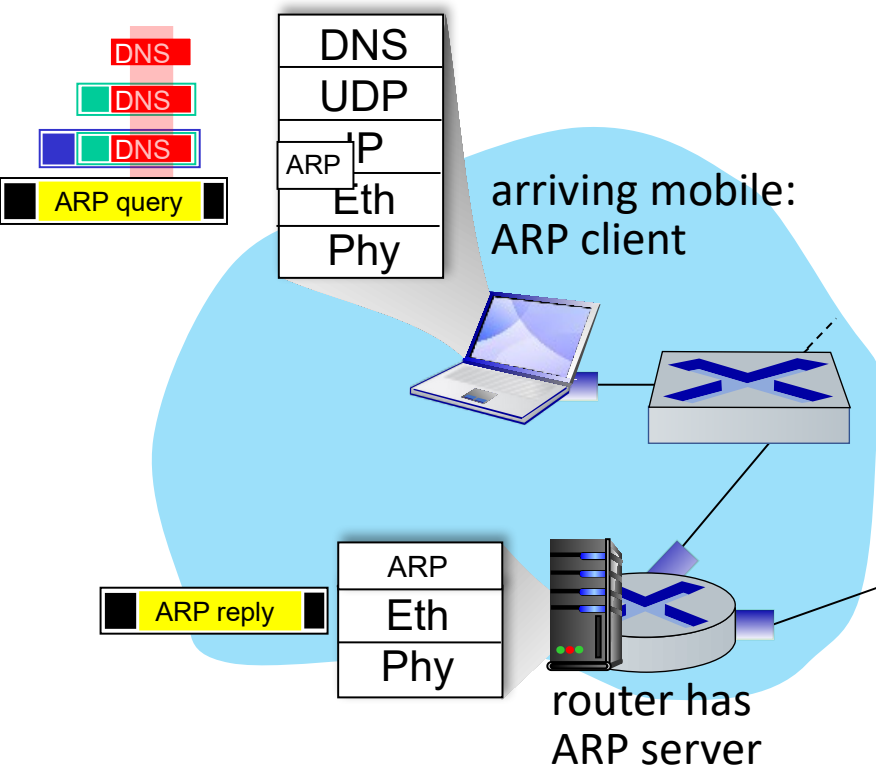 DNS
DNS
DNS
ARP query
DNS
UDP
IP
ARP
Eth
Phy
arriving mobile:
ARP client
ARP reply
ARP
Eth
Phy
router has
ARP server